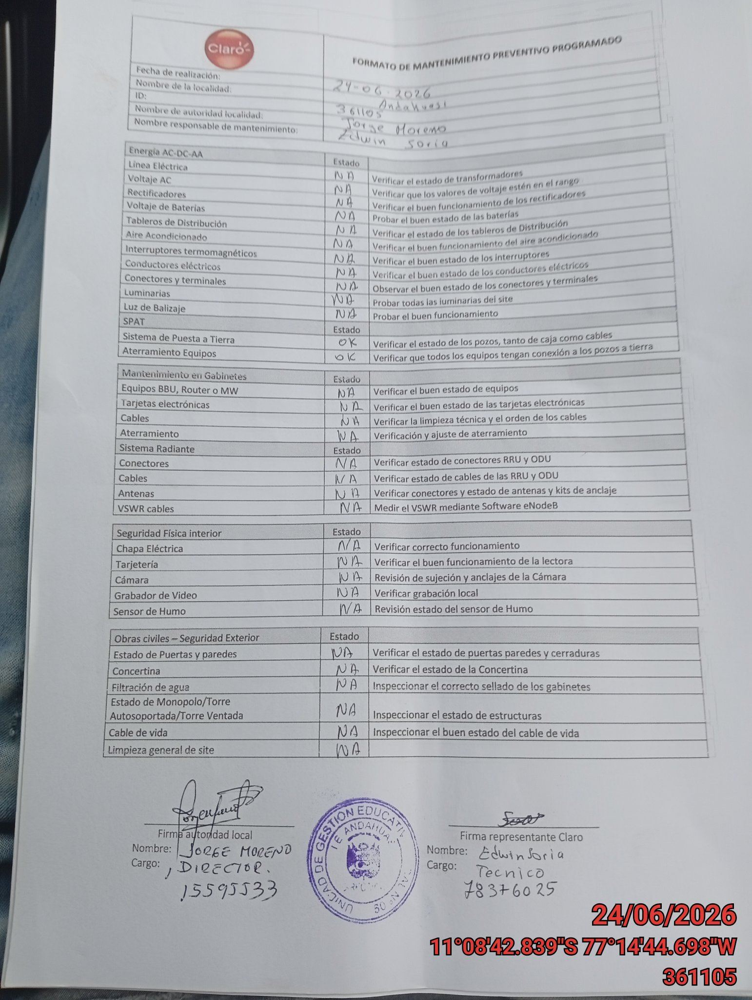 Claro
FORMATO DE MANTENIMIENTO PREVENTIVO PROGRAMADO
Fecha de realización: 24-06-2026
Nombre de la localidad: Andahuasi
ID: 361105
Nombre de autoridad localidad: Jorge Moreno
Nombre responsable de mantenimiento: Edwin Soria
Energía AC-DC-AA Estado
Línea Eléctrica NA Verificar el estado de transformadores
Voltaje AC NA Verificar que los valores de voltaje estén en el rango
Rectificadores NA Verificar el buen funcionamiento de los rectificadores
Voltaje de Baterías NA Probar el buen estado de las baterías
Tableros de Distribución NA Verificar el estado de los tableros de Distribución
Aire Acondicionado NA Verificar el buen funcionamiento del aire acondicionado
Interruptores termomagnéticos NA Verificar el buen estado de los interruptores
Conductores eléctricos NA Verificar el buen estado de los conductores eléctricos
Conectores y terminales NA Observar el buen estado de los conectores y terminales
Luminarias NA Probar todas las luminarias del site
Luz de Balizaje NA Probar el buen funcionamiento
SPAT Estado
Sistema de Puesta a Tierra OK Verificar el estado de los pozos, tanto de caja como cables
Aterramiento Equipos OK Verificar que todos los equipos tengan conexión a los pozos a tierra
Mantenimiento en Gabinetes Estado
Equipos BBU, Router o MW NA Verificar el buen estado de equipos
Tarjetas electrónicas NA Verificar el buen estado de las tarjetas electrónicas
Cables NA Verificar la limpieza técnica y el orden de los cables
Aterramiento NA Verificación y ajuste de aterramiento
Sistema Radiante Estado
Conectores N/A Verificar estado de conectores RRU y ODU
Cables N/A Verificar estado de cables de las RRU y ODU
Antenas NA Verificar conectores y estado de antenas y kits de anclaje
VSWR cables NA Medir el VSWR mediante Software eNodeB
Seguridad Física interior Estado
Chapa Eléctrica N/A Verificar correcto funcionamiento
Tarjetería NA Verificar el buen funcionamiento de la lectora
Cámara NA Revisión de sujeción y anclajes de la Cámara
Grabador de Video NA Verificar grabación local
Sensor de Humo N/A Revisión estado del sensor de Humo
Obras civiles – Seguridad Exterior Estado
Estado de Puertas y paredes NA Verificar el estado de puertas paredes y cerraduras
Concertina NA Verificar el estado de la Concertina
Filtración de agua NA Inspeccionar el correcto sellado de los gabinetes
Estado de Monopolo/Torre
Autosoportada/Torre Ventada NA Inspeccionar el estado de estructuras
Cable de vida NA Inspeccionar el buen estado del cable de vida
Limpieza general de site NA
Firma autoridad local
Nombre: JORGE MORENO
Cargo: DIRECTOR.
15595533
UNIDAD DE GESTION EDUCATIV
IE ANDAHUAS
Nº 09
Firma representante Claro
Nombre: Edwin Soria
Cargo: Tecnico
78376025
24/06/2026
11°08'42.839"S 77°14'44.698"W
361105